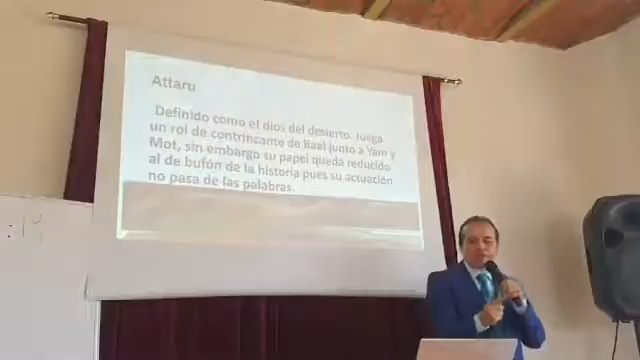 Attaru
Definido como el dios del desierto. Juega
un rol de contrincante de Baal junto a Yam y
Mot, sin embargo su papel queda reducido
al de bufón de la historia pues su actuación
no pasa de las palabras.